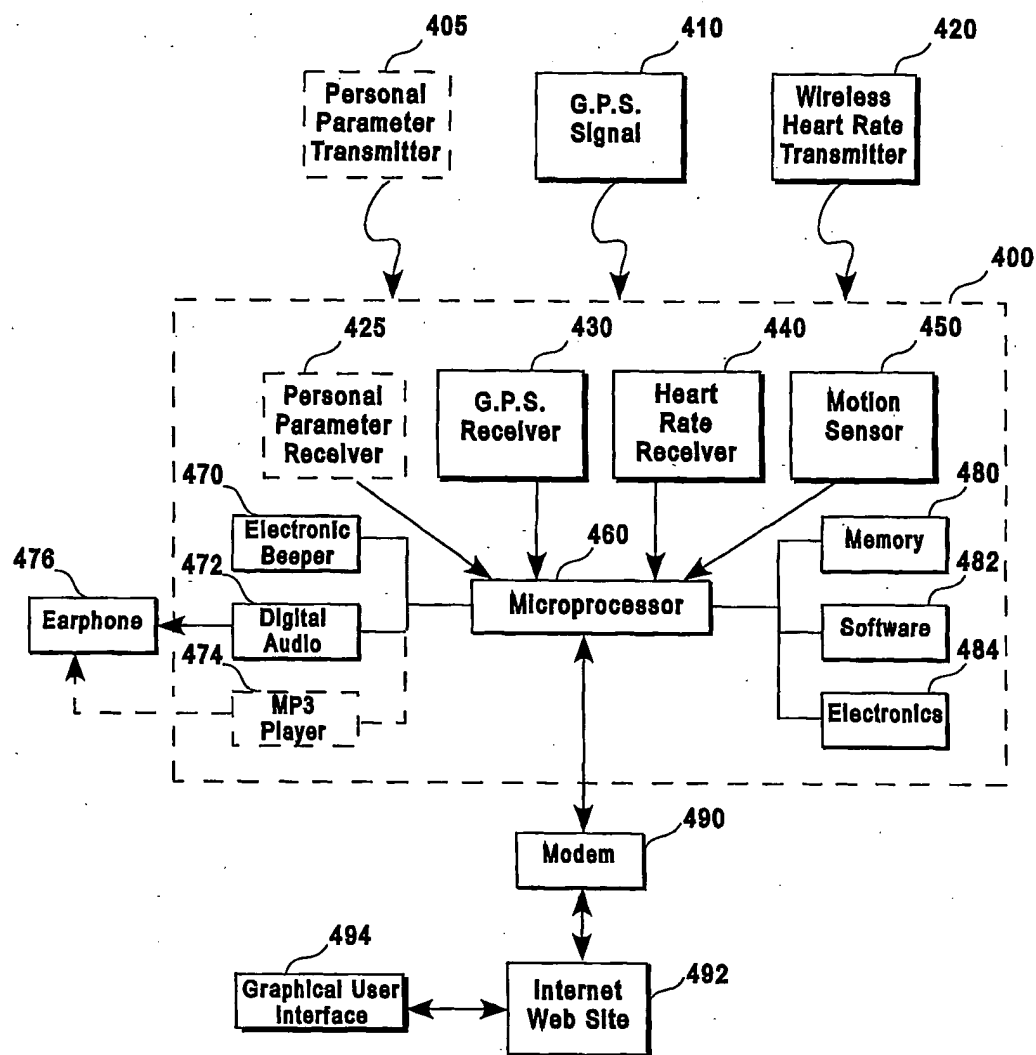 405
410
420
Personal
Parameter
Transmitter
G.P.S.
Signal
Wireless
Heart Rate
Transmitter
400
425
430
440
450
Personal
Parameter
Receiver
G.P.S.
Receiver
Heart
Rate
Receiver
Motion
Sensor
470
480
Electronic
Beeper
460
Memory
476
472
Microprocessor
482
Earphone
Digital
Audio
Software
474
484
MP3
Player
Electronics
490
Modem
494
492
Graphical User
Interface
Internet
Web Site